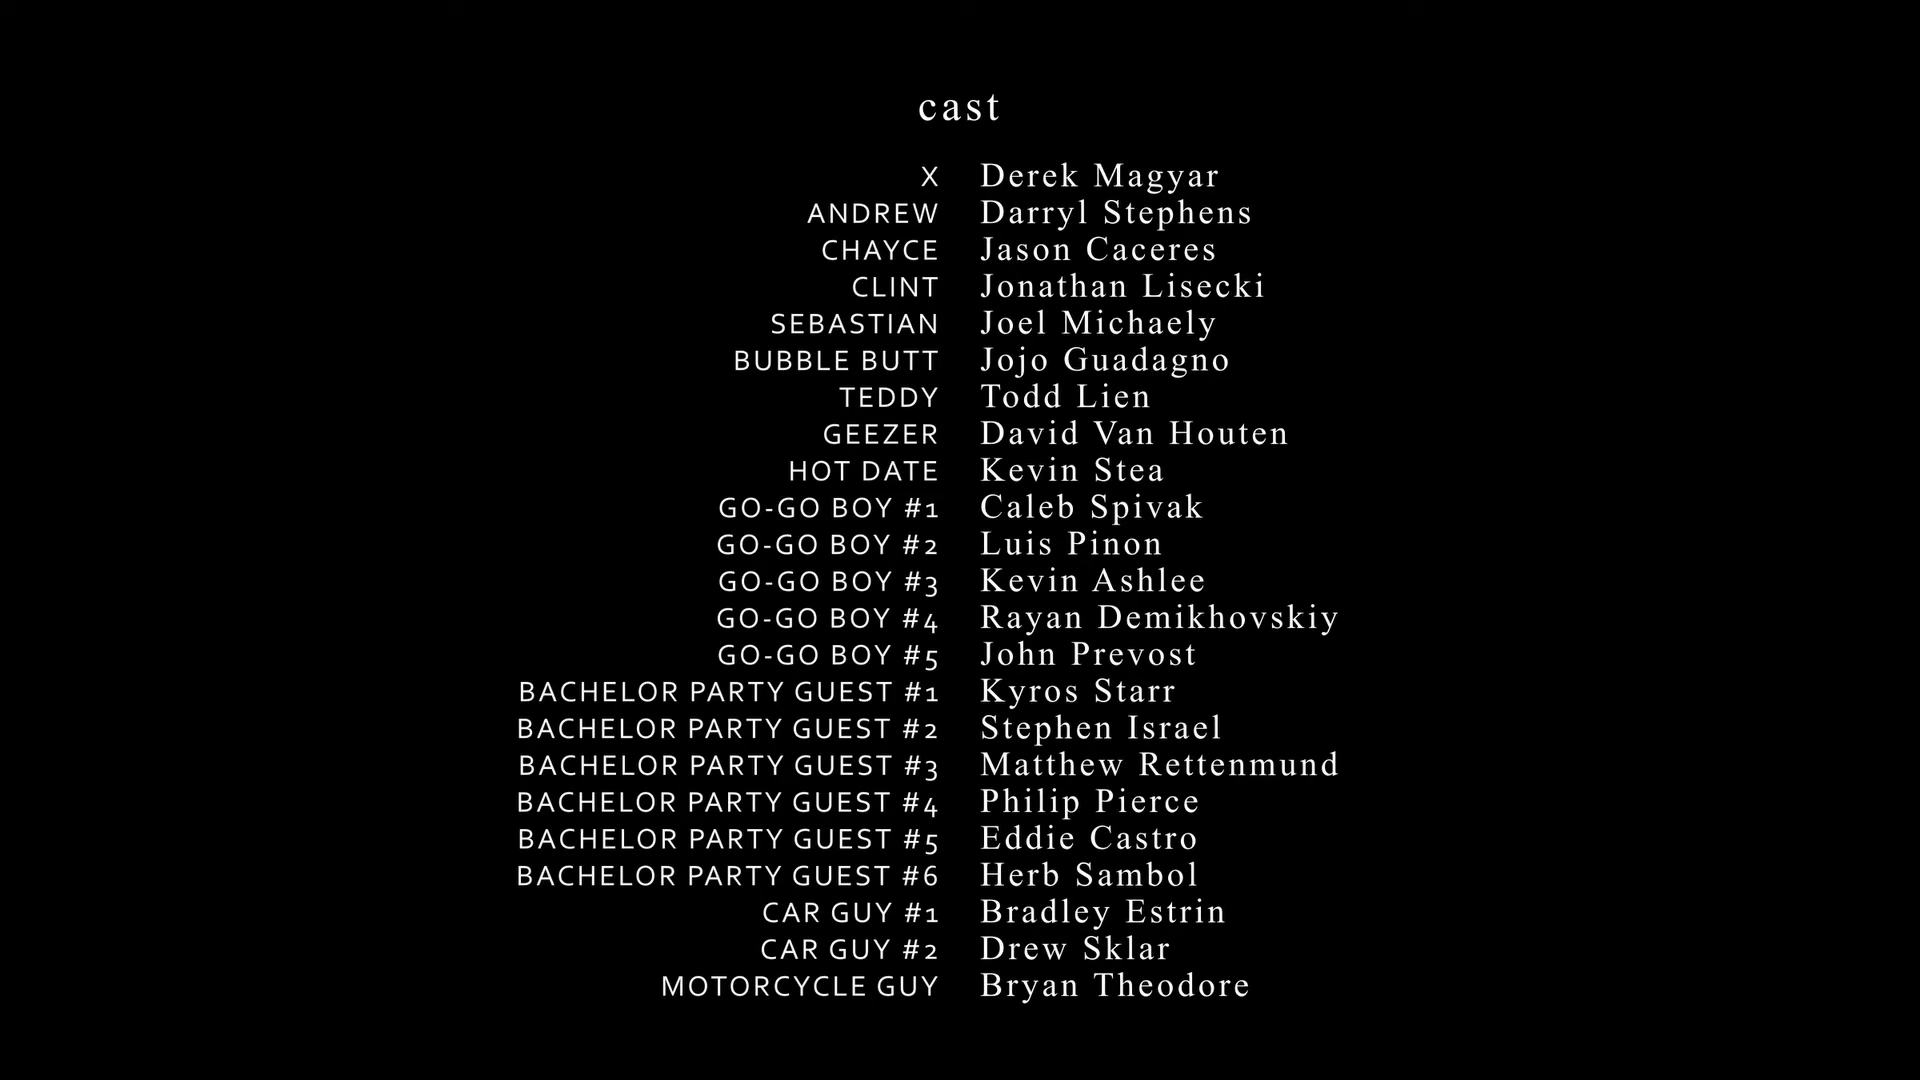 cast
X Derek Magyar
ANDREW Darryl Stephens
CHAYCE Jason Caceres
CLINT Jonathan Lisecki
SEBASTIAN Joel Michaely
BUBBLE BUTT Jojo Guadagno
TEDDY Todd Lien
GEEZER David Van Houten
HOT DATE Kevin Stea
GO-GO BOY #1 Caleb Spivak
GO-GO BOY #2 Luis Pinon
GO-GO BOY #3 Kevin Ashlee
GO-GO BOY #4 Rayan Demikhovskiy
GO-GO BOY #5 John Prevost
BACHELOR PARTY GUEST #1 Kyros Starr
BACHELOR PARTY GUEST #2 Stephen Israel
BACHELOR PARTY GUEST #3 Matthew Rettenmund
BACHELOR PARTY GUEST #4 Philip Pierce
BACHELOR PARTY GUEST #5 Eddie Castro
BACHELOR PARTY GUEST #6 Herb Sambol
CAR GUY #1 Bradley Estrin
CAR GUY #2 Drew Sklar
MOTORCYCLE GUY Bryan Theodore